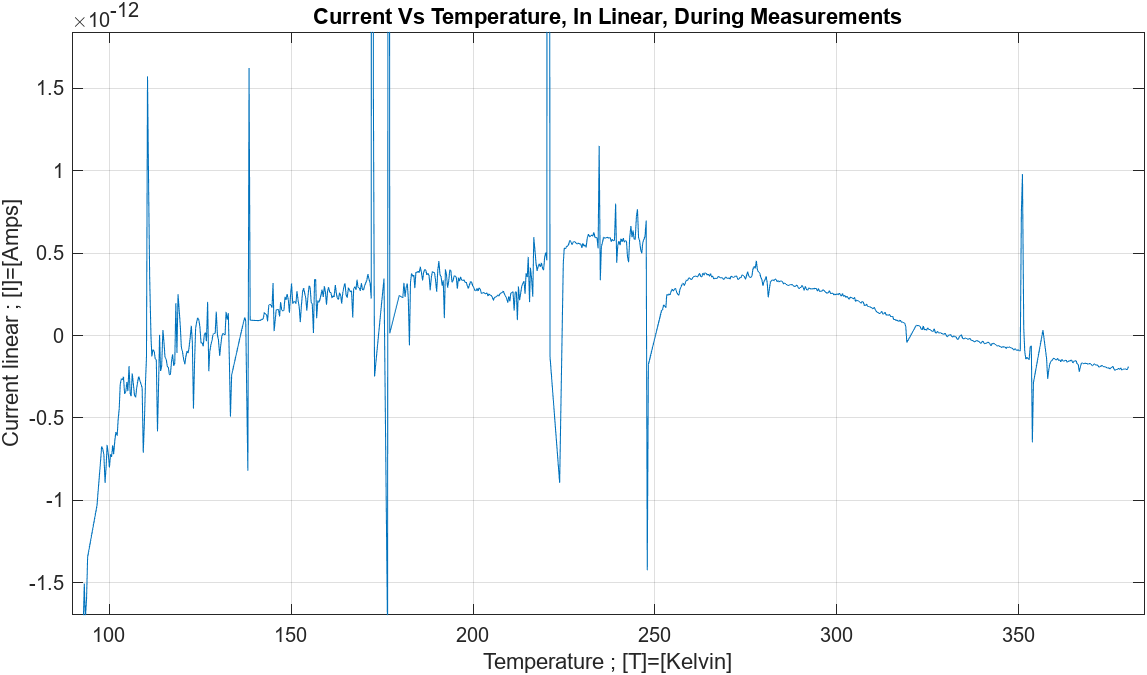 ×10-12
Current Vs Temperature, In Linear, During Measurements
1.5
1
0.5
0
-0.5
-1
-1.5
Current linear ; [I]=[Amps]
100 150 200 250 300 350
Temperature ; [T]=[Kelvin]